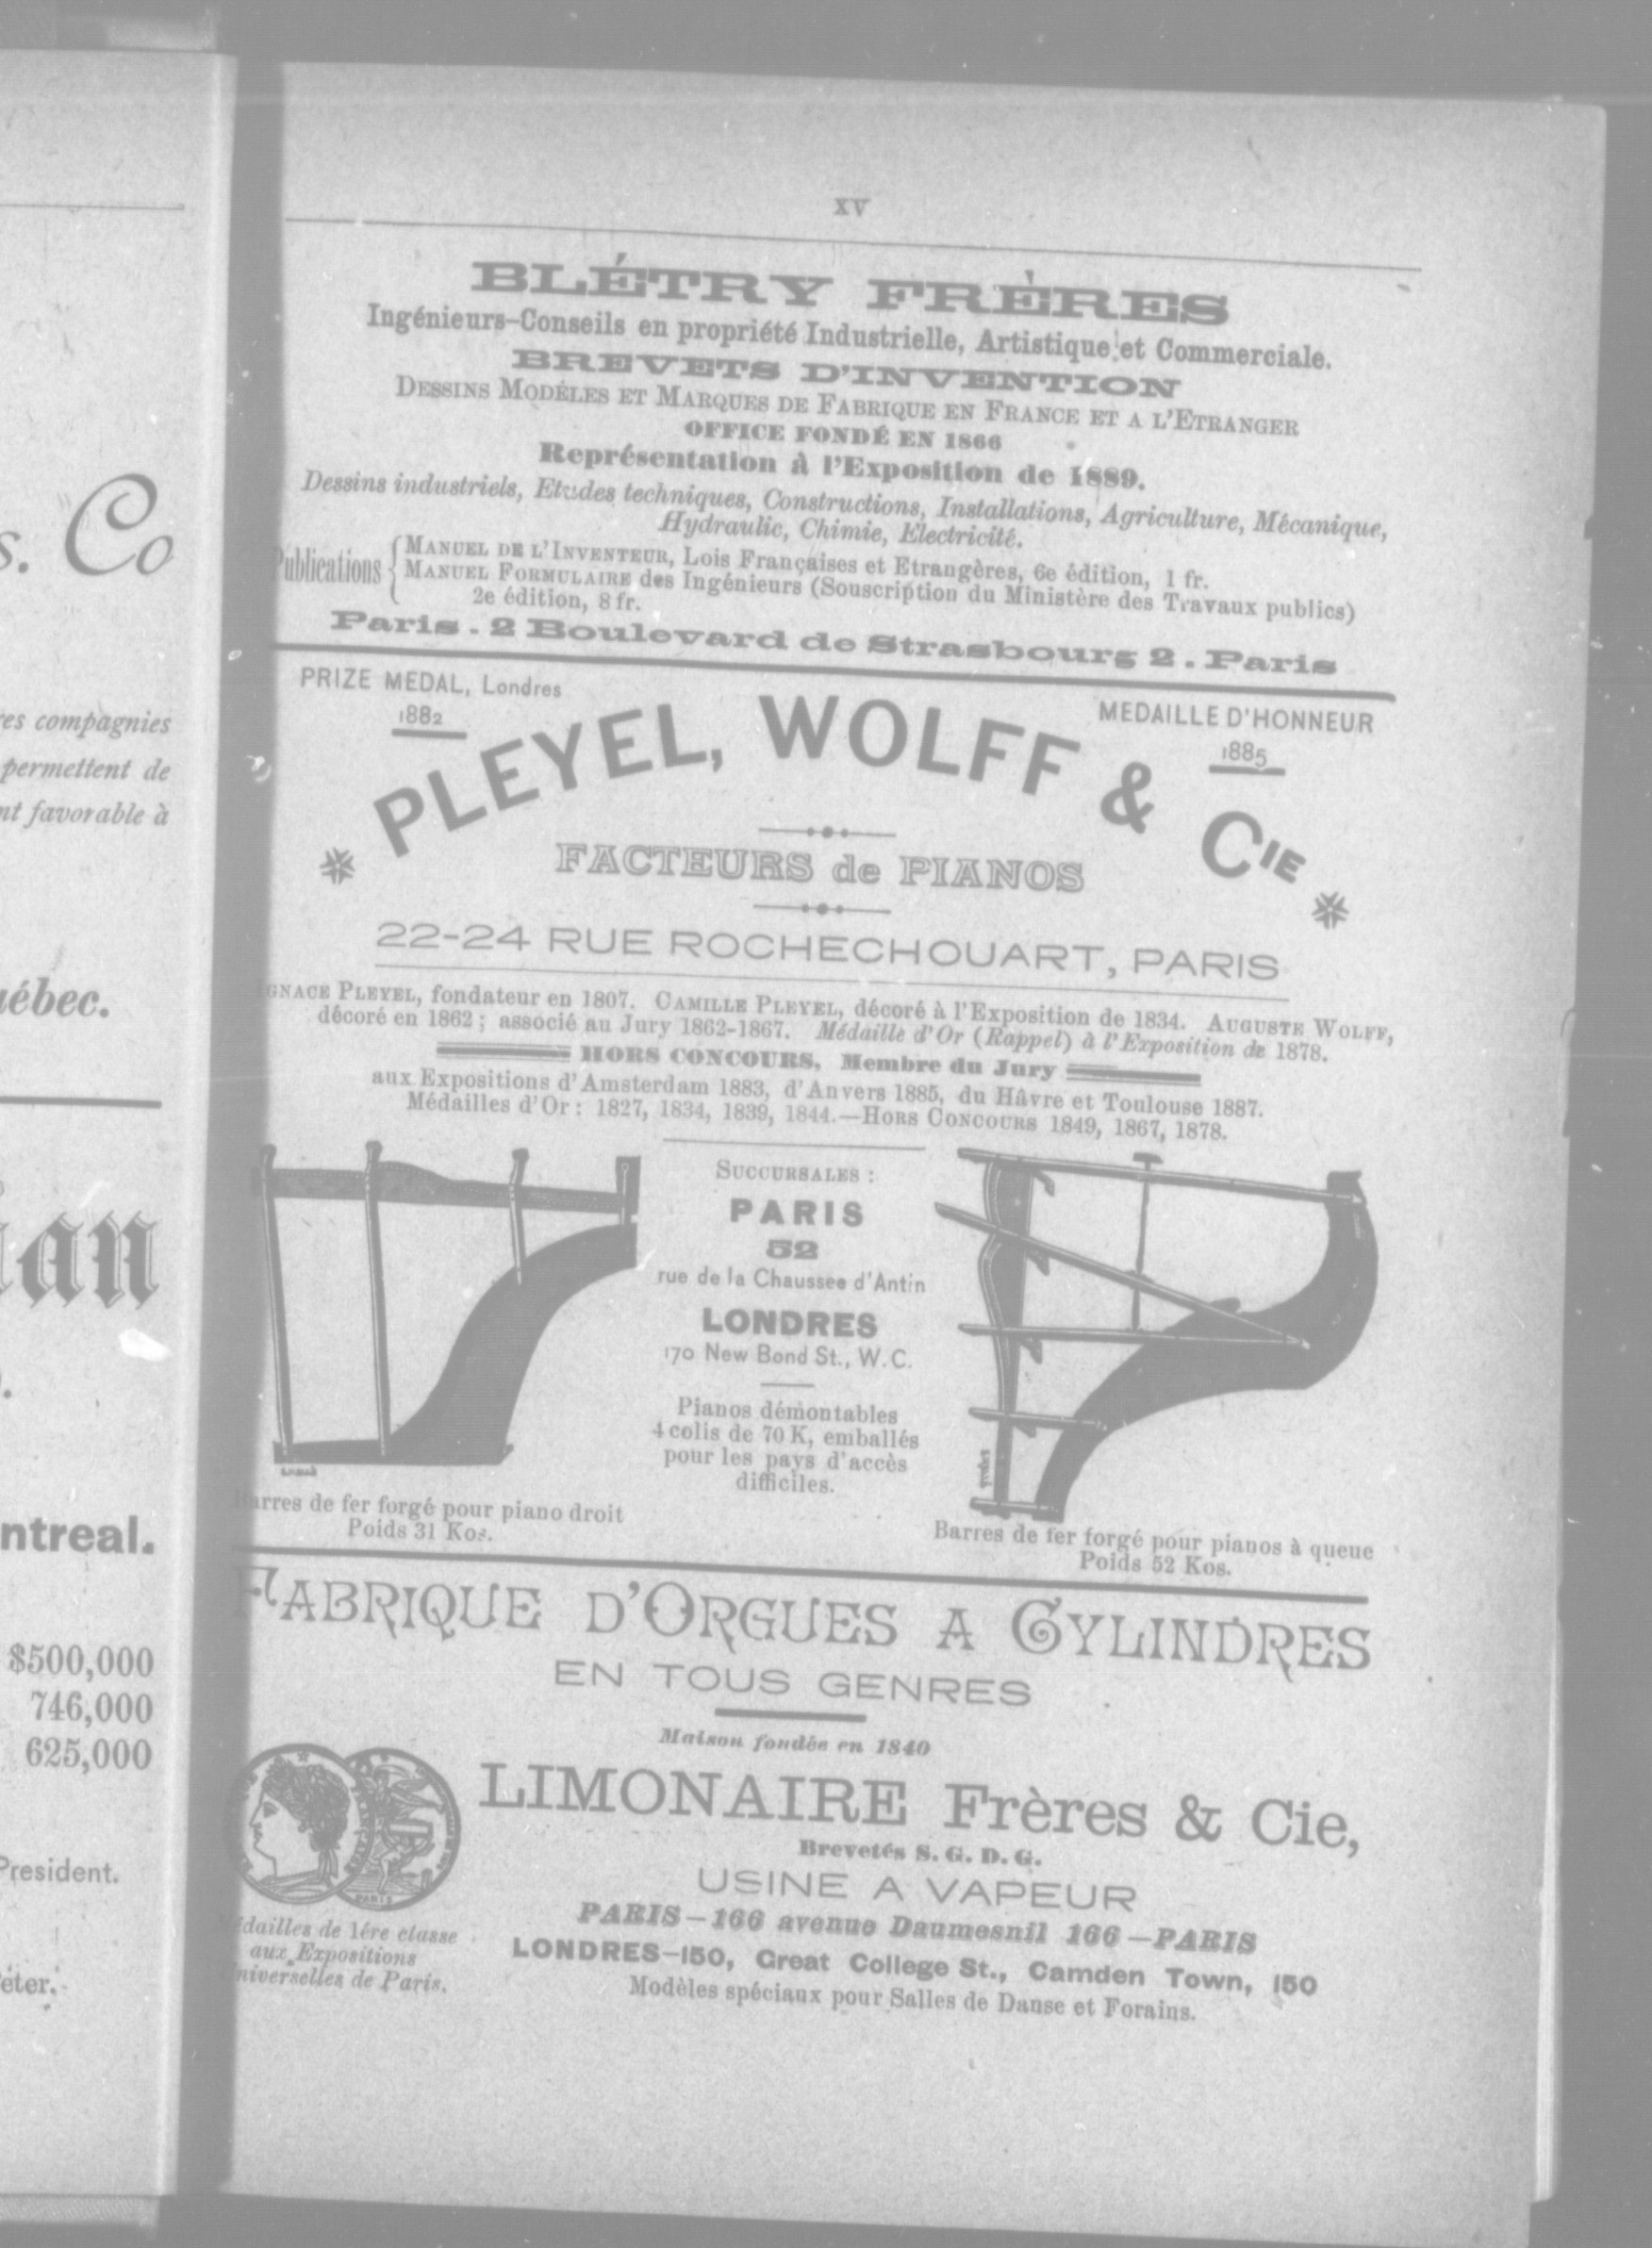 s. Co
res compagnies
permettent de
nt favorable à
uébec.
an
ntreal.
$500,000
746,000
625,000
President.
éter.
XV
BLÉTRY FRÈRES
Ingénieurs-Conseils en propriété Industrielle, Artistique et Commerciale.
BREVETS D'INVENTION
DESSINS MODÈLES ET MARQUES DE FABRIQUE EN FRANCE ET A L'ETRANGER
OFFICE FONDÉ EN 1866
Représentation à l'Exposition de 1889.
Dessins industriels, Etudes techniques, Constructions, Installations, Agriculture, Mécanique,
Hydraulic, Chimie, Electricité.
Publications { MANUEL DE L'INVENTEUR, Lois Françaises et Etrangères, 6e édition, 1 fr.
MANUEL FORMULAIRE des Ingénieurs (Souscription du Ministère des Travaux publics)
2e édition, 8 fr.
Paris. 2 Boulevard de Strasbourg 2. Paris
PRIZE MEDAL, Londres
1882
MEDAILLE D'HONNEUR
1885
PLEYEL, WOLFF & CIE
FACTEURS de PIANOS
22-24 RUE ROCHECHOUART, PARIS
IGNACE PLEYEL, fondateur en 1807. CAMILLE PLEYEL, décoré à l'Exposition de 1834. AUGUSTE WOLFF,
décoré en 1862; associé au Jury 1862-1867. Médaille d'Or (Rappel) à l'Exposition de 1878.
HORS CONCOURS, Membre du Jury
aux Expositions d'Amsterdam 1883, d'Anvers 1885, du Hâvre et Toulouse 1887.
Médailles d'Or: 1827, 1834, 1839, 1844.—HORS CONCOURS 1849, 1867, 1878.
SUCCURSALES:
PARIS
52
rue de la Chaussee d'Antin
LONDRES
170 New Bond St., W.C.
Pianos démontables
4 colis de 70 K, emballés
pour les pays d'accès
difficiles.
Barres de fer forgé pour piano droit
Poids 31 Kos.
Barres de fer forgé pour pianos à queue
Poids 52 Kos.
FABRIQUE D'ORGUES A CYLINDRES
EN TOUS GENRES
Maison fondée en 1840
LIMONAIRE Frères & Cie,
Brevetés S. G. D. G.
USINE A VAPEUR
PARIS—166 avenue Daumesnil 166—PARIS
LONDRES—150, Great College St., Camden Town, 150
Modèles spéciaux pour Salles de Danse et Forains.
PARIS
Médailles de 1ére classe
aux Expositions
Universelles de Paris.